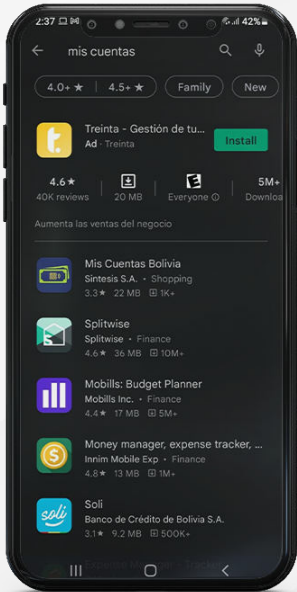 2:37 42%
mis cuentas
4.0+ ★ 4.5+ ★ Family New
Treinta - Gestión de tu...
Ad · Treinta
Install
t.
4.6★ E 5M+
40K reviews 20 MB Everyone Downloa
Aumenta las ventas del negocio
Mis Cuentas Bolivia
Sintesis S.A. • Shopping
3.3★ 22 MB 1K+
Splitwise
Splitwise • Finance
4.6★ 36 MB 10M+
Mobills: Budget Planner
Mobills Inc. • Finance
4.4★ 17 MB 5M+
Money manager, expense tracker, ...
Innim Mobile Exp • Finance
4.8★ 13 MB 1M+
soli
Soli
Banco de Crédito de Bolivia S.A.
3.1★ 9.2 MB 500K+